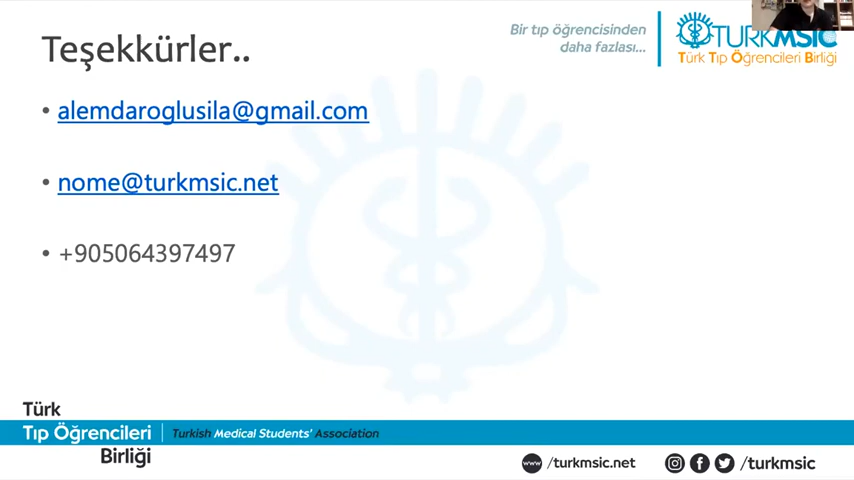 Teşekkürler..
Bir tıp öğrencisinden
daha fazlası...
TURKMSIC
Türk Tıp Öğrencileri Birliği
• alemdaroglusila@gmail.com
• nome@turkmsic.net
• +905064397497
Türk
Tıp Öğrencileri
Birliği
Turkish Medical Students' Association
www /turkmsic.net
/turkmsic